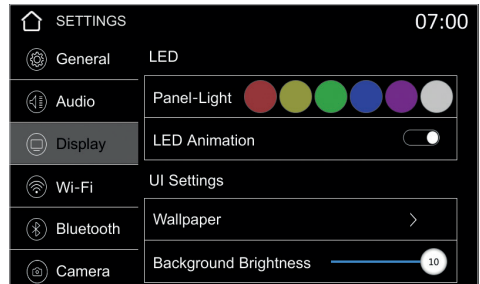 SETTINGS
07:00
General
Audio
Display
Wi-Fi
Bluetooth
Camera
LED
Panel-Light
LED Animation
UI Settings
Wallpaper
Background Brightness
10